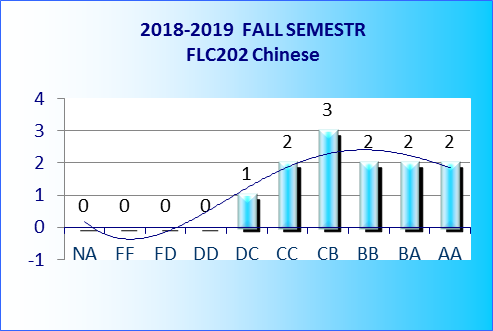 2018-2019  FALL SEMESTR
FLC202 Chinese
4
3
2
1
0
-1
0 0 0 0 1 2 3 2 2 2
NA FF FD DD DC CC CB BB BA AA